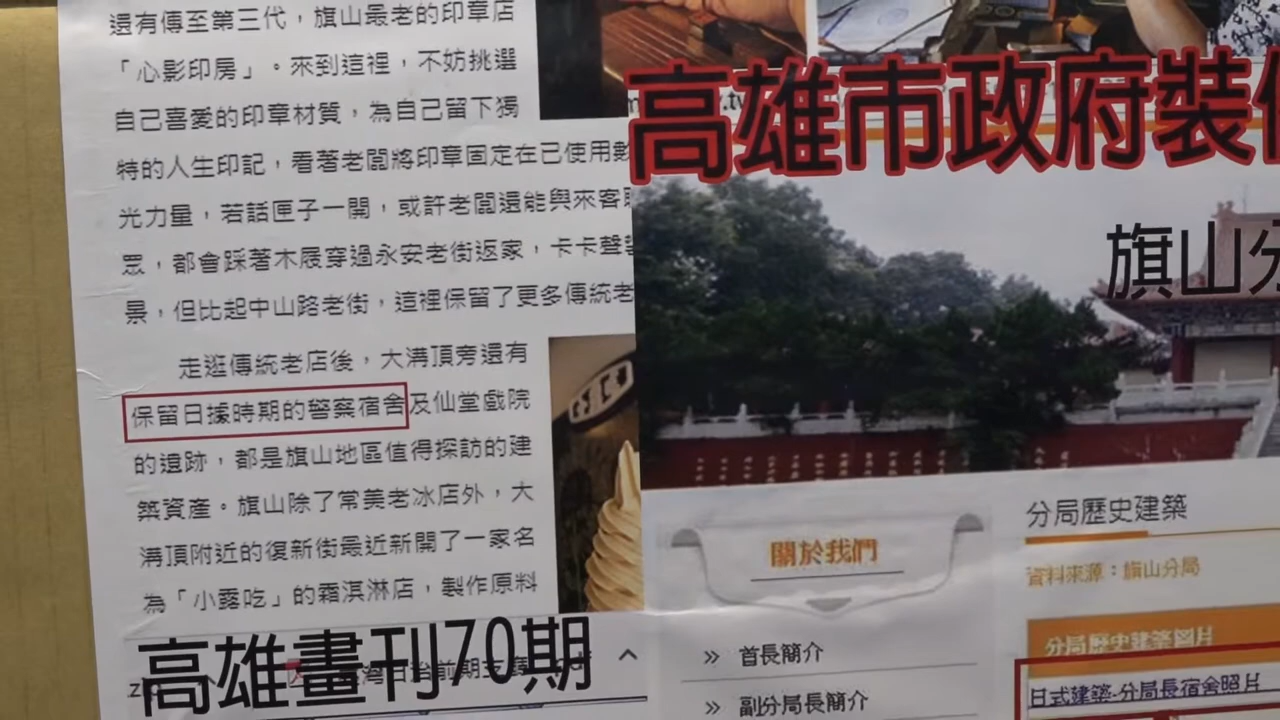 還有傳至第三代，旗山最老的印章店
「心影印房」。來到這裡，不妨挑選
自己喜愛的印章材質，為自己留下獨
特的人生印記，看著老闆將印章固定在已使用數
光力量，若話匣子一開，或許老闆還能與來客
眾，都會踩著木屐穿過永安老街返家，卡卡聲
景，但比起中山路老街，這裡保留了更多傳統老
走逛傳統老店後，大溝頂旁還有
保留日據時期的警察宿舍及仙堂戲院
的遺跡，都是旗山地區值得探訪的建
築資產。旗山除了常美老冰店外，大
溝頂附近的復新街最近新開了一家名
為「小露吃」的霜淇淋店，製作原料
高雄畫刊70期
高雄市政府裝
旗山分
關於我們
首長簡介
副分局長簡介
分局歷史建築
資料來源：旗山分局
分局歷史建築圖片
日式建築-分局長宿舍照片